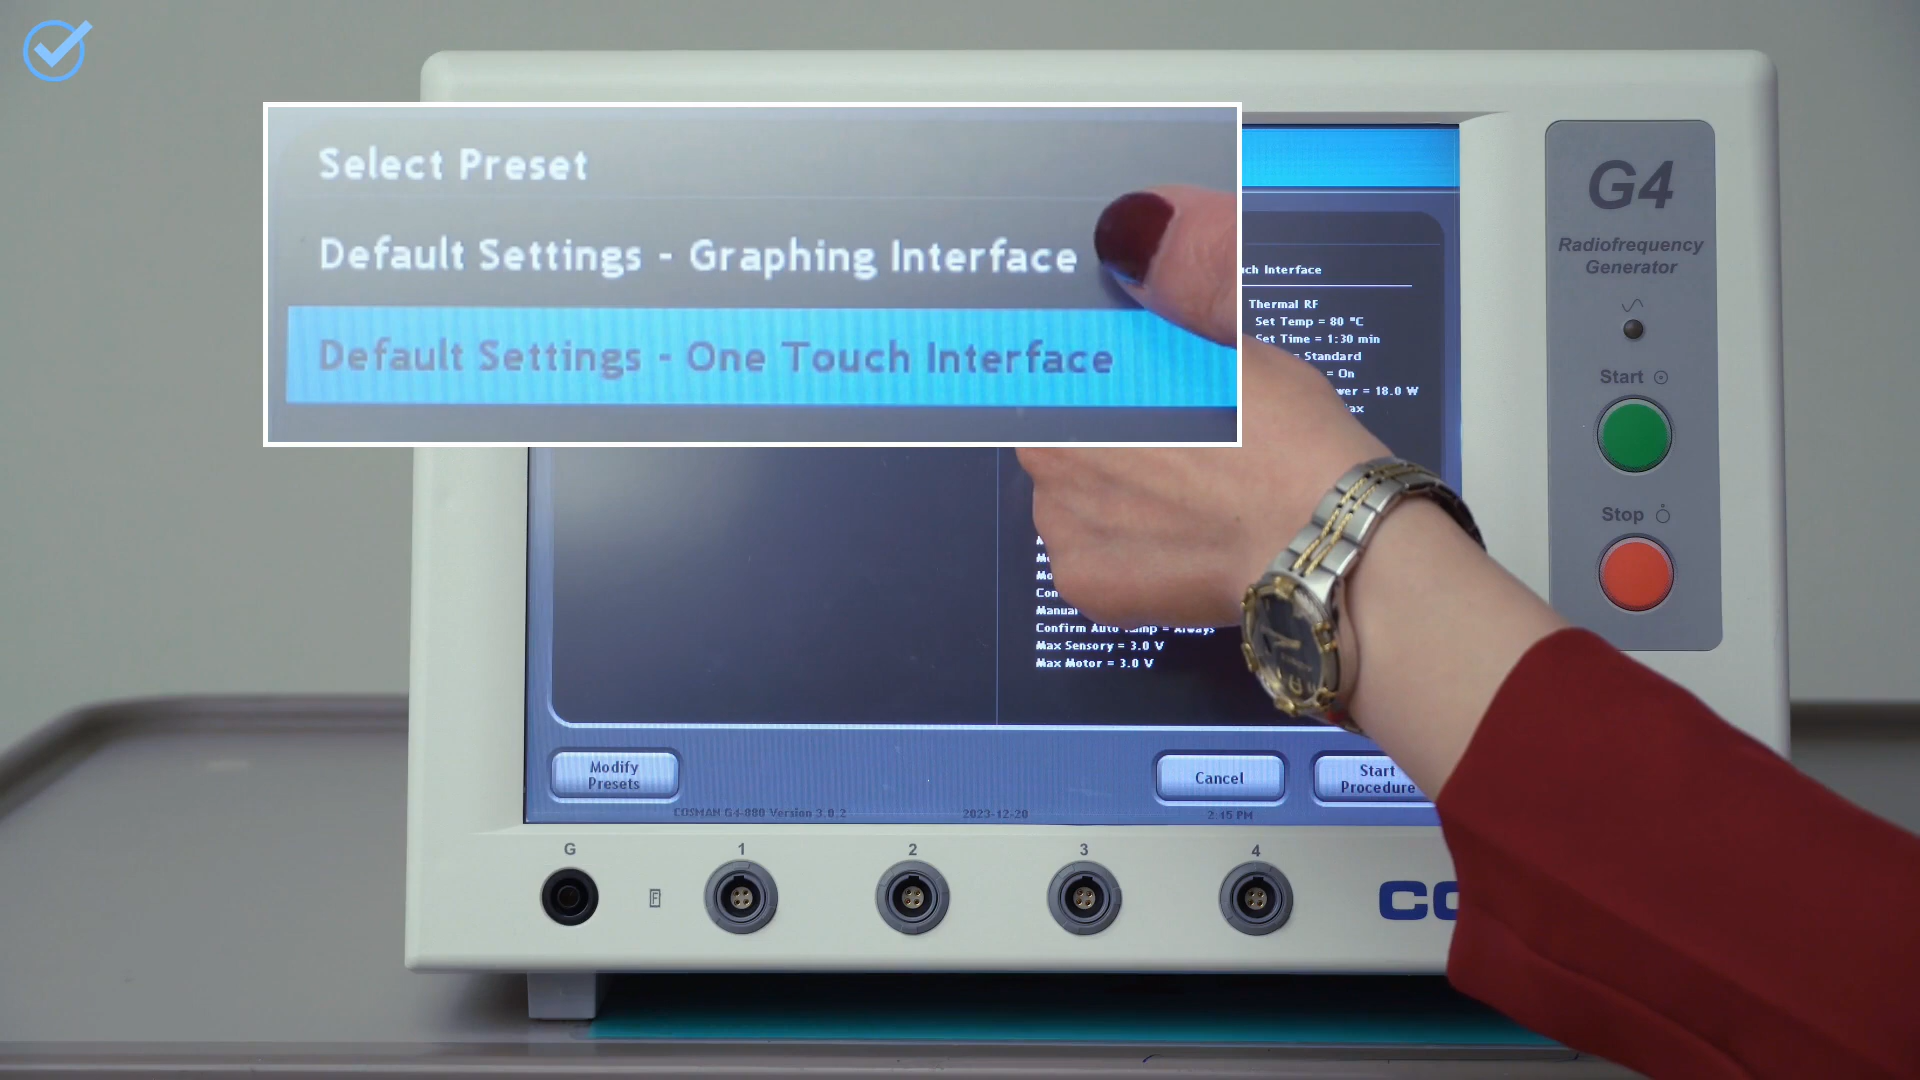 Select Preset
Default Settings - Graphing Interface
Default Settings - One Touch Interface
Interface
Thermal RF
Set Temp = 80 °C
Set Time = 1:30 min
= Standard
= On
= 18.0 W
Manual
Confirm Auto = Always
Max Sensory = 3.0 V
Max Motor = 3.0 V
Modify
Presets
Cancel
Start
Procedure
COSMAN G4-880 Version 3.0.2
2023-12-20
2:15 PM
G4
Radiofrequency
Generator
Start
Stop
G
F
1
2
3
4
CO